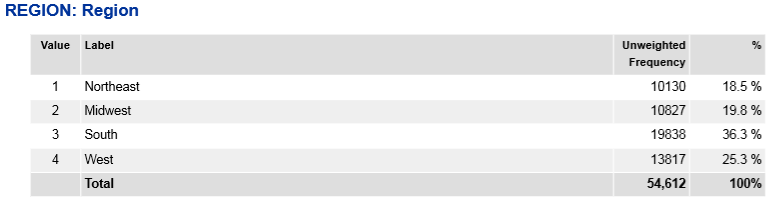 REGION: Region
Value Label Unweighted Frequency %
1 Northeast 10130 18.5 %
2 Midwest 10827 19.8 %
3 South 19838 36.3 %
4 West 13817 25.3 %
Total 54,612 100%